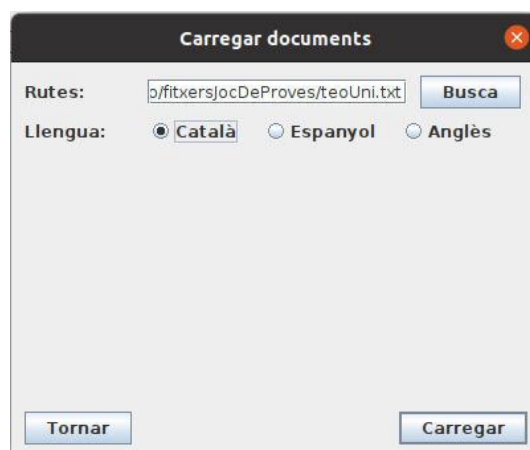 Carregar documents
Rutes: o/fitxersJocDeProves/teoUni.txt Busca
Llengua: Català Espanyol Anglès
Tornar Carregar